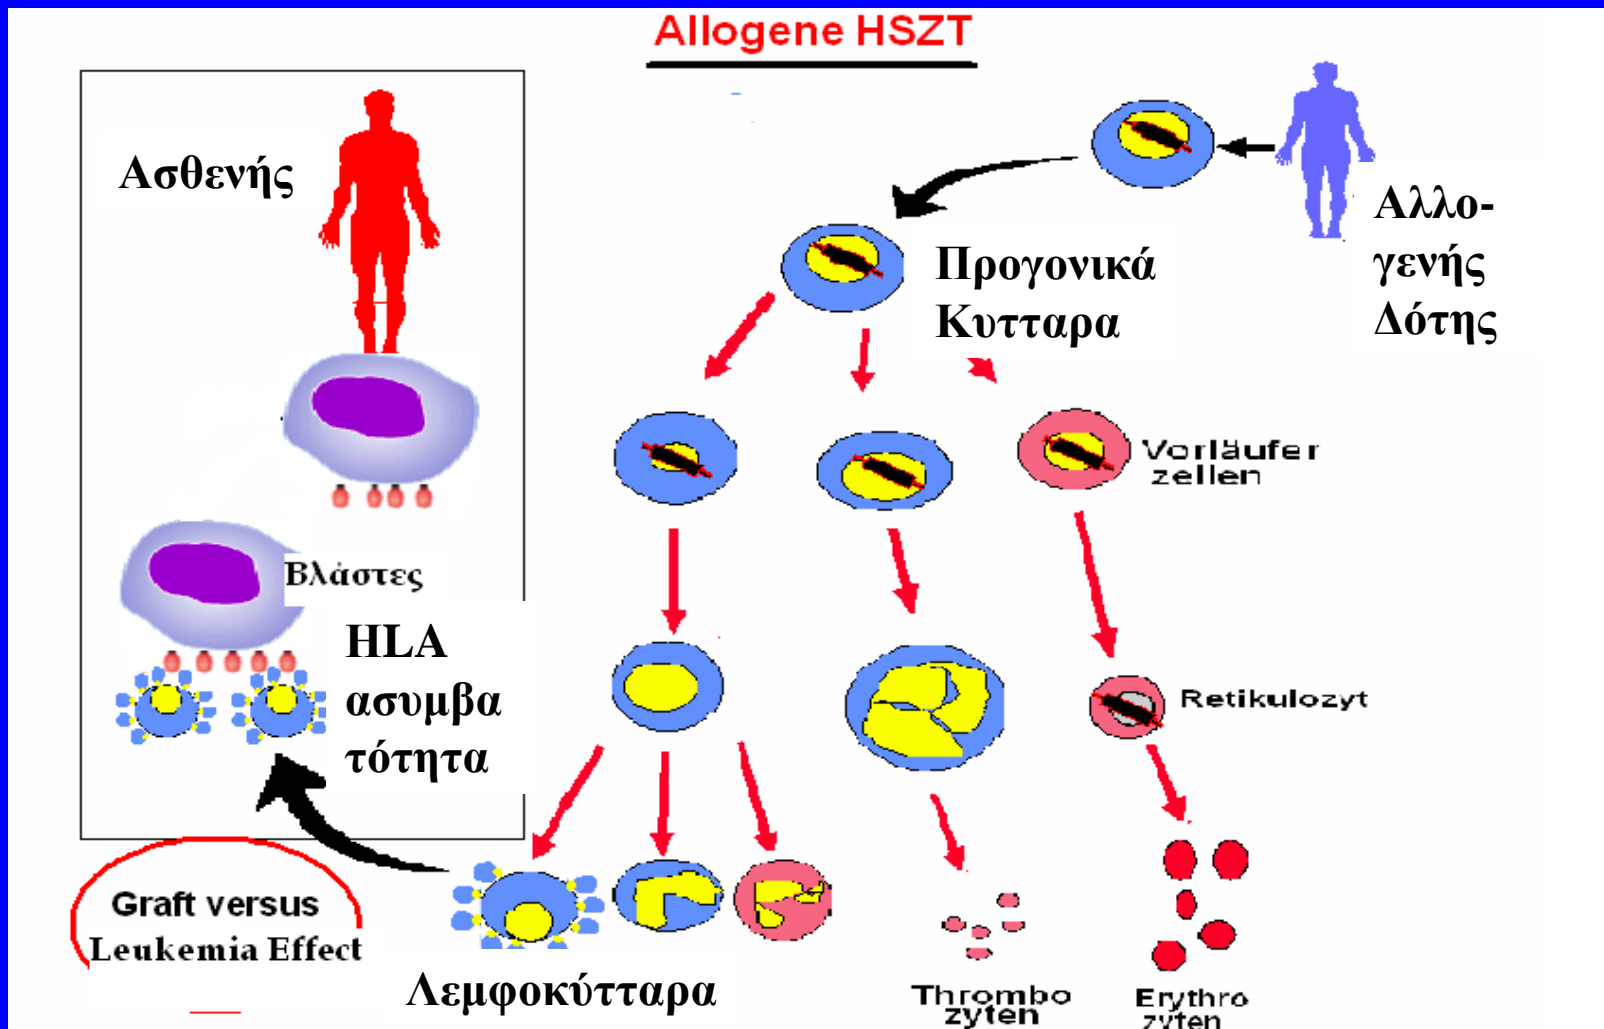 Allogene HSZT
Ασθενής
Αλλο-
γενής
Δότης
Προγονικά
Κυτταρα
Vorläufer
zellen
Βλάστες
HLA
ασυμβα
τότητα
Retikulozyt
Graft versus
Leukemia Effect
Λεμφοκύτταρα
Thrombo
zyten
Erythro
zyten